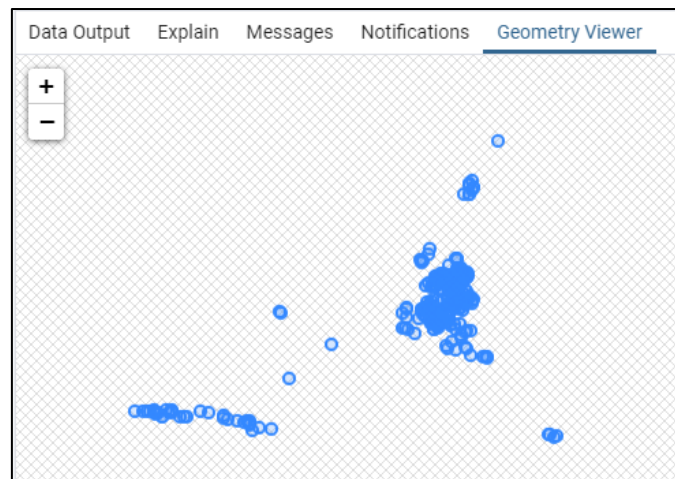 Data Output Explain Messages Notifications Geometry Viewer
+
−